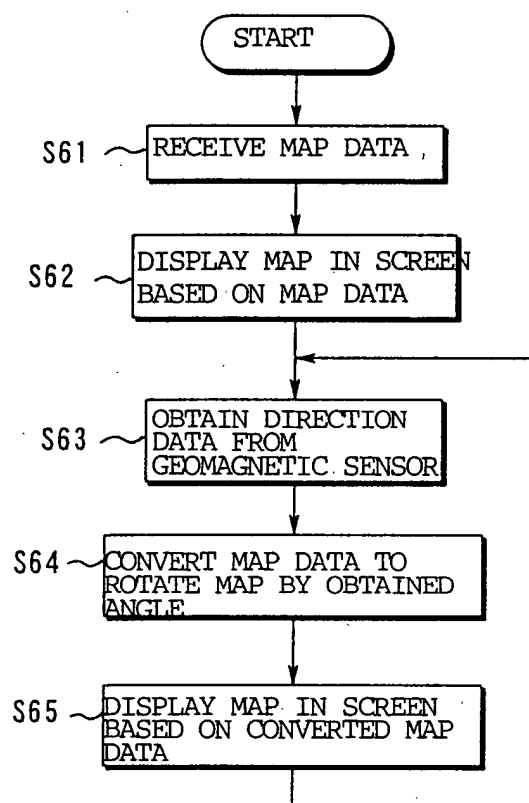 START
S61
RECEIVE MAP DATA
S62
DISPLAY MAP IN SCREEN
BASED ON MAP DATA
S63
OBTAIN DIRECTION
DATA FROM
GEOMAGNETIC SENSOR
S64
CONVERT MAP DATA TO
ROTATE MAP BY OBTAINED
ANGLE
S65
DISPLAY MAP IN SCREEN
BASED ON CONVERTED MAP
DATA